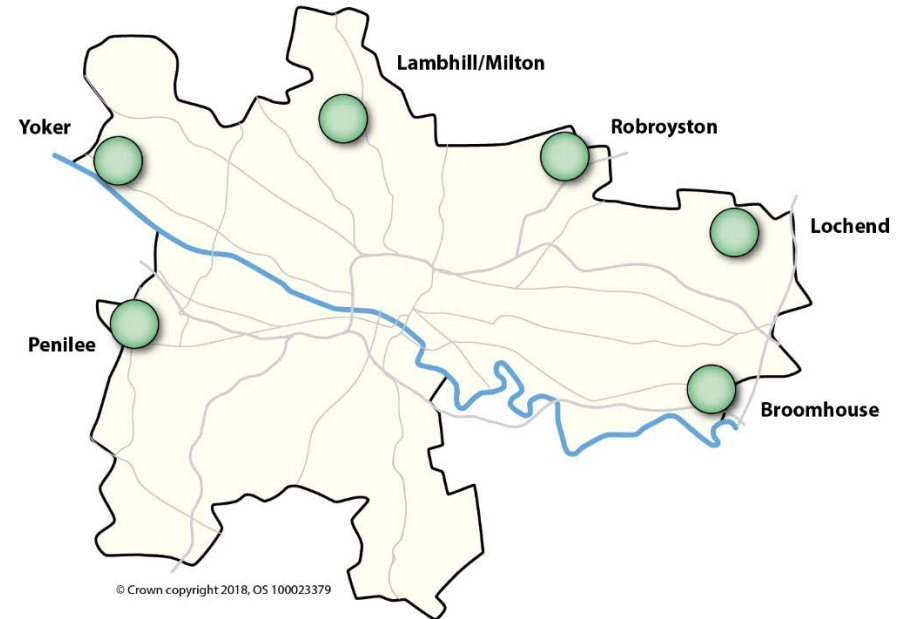 Lambhill/Milton
Yoker
Robroyston
Lochend
Penilee
Broomhouse
© Crown copyright 2018, OS 100023379